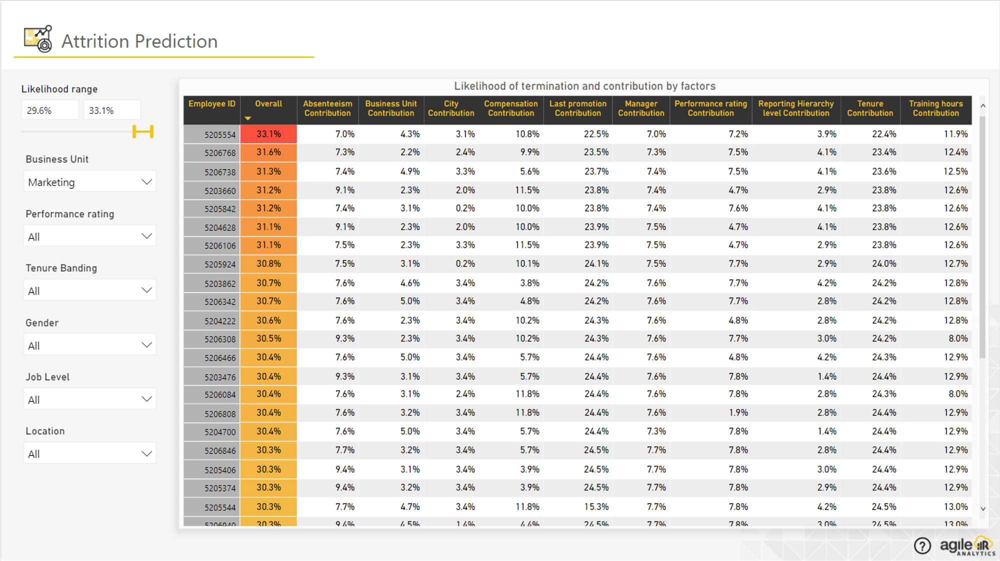 Attrition Prediction
Likelihood range
29.6% 33.1%
Business Unit
Marketing
Performance rating
All
Tenure Banding
All
Gender
All
Job Level
All
Location
All
Likelihood of termination and contribution by factors
Employee ID Overall Absenteeism Contribution Business Unit Contribution City Contribution Compensation Contribution Last promotion Contribution Manager Contribution Performance rating Contribution Reporting Hierarchy level Contribution Tenure Contribution Training hours Contribution
5205554 33.1% 7.0% 4.3% 3.1% 10.8% 22.5% 7.0% 7.2% 3.9% 22.4% 11.9%
5206768 31.6% 7.3% 2.2% 2.4% 9.9% 23.5% 7.3% 7.5% 4.1% 23.4% 12.4%
5206738 31.3% 7.4% 4.9% 3.3% 5.6% 23.7% 7.4% 7.5% 4.1% 23.6% 12.5%
5203660 31.2% 9.1% 2.3% 2.0% 11.5% 23.8% 7.4% 4.7% 2.9% 23.8% 12.6%
5205842 31.2% 7.4% 3.1% 0.2% 10.0% 23.8% 7.4% 7.6% 4.1% 23.8% 12.6%
5204628 31.1% 9.1% 2.3% 2.0% 10.0% 23.9% 7.5% 4.7% 4.1% 23.8% 12.6%
5206106 31.1% 7.5% 2.3% 3.3% 11.5% 23.9% 7.5% 4.7% 2.9% 23.8% 12.6%
5205924 30.8% 7.5% 3.1% 0.2% 10.1% 24.1% 7.5% 7.7% 2.9% 24.0% 12.7%
5203862 30.7% 7.6% 4.6% 3.4% 3.8% 24.2% 7.6% 7.7% 4.2% 24.2% 12.8%
5206342 30.7% 7.6% 5.0% 3.4% 4.8% 24.2% 7.6% 7.7% 2.8% 24.2% 12.8%
5204222 30.6% 7.6% 2.3% 3.4% 10.2% 24.3% 7.6% 4.8% 2.8% 24.2% 12.8%
5206308 30.5% 9.3% 2.3% 3.4% 10.2% 24.3% 7.6% 7.7% 3.0% 24.2% 8.0%
5206466 30.4% 7.6% 5.0% 3.4% 5.7% 24.4% 7.6% 4.8% 4.2% 24.3% 12.9%
5203476 30.4% 9.3% 3.1% 3.4% 5.7% 24.4% 7.6% 7.8% 1.4% 24.4% 12.9%
5206084 30.4% 7.6% 3.1% 2.4% 11.8% 24.4% 7.6% 7.8% 2.8% 24.3% 8.0%
5206808 30.4% 7.6% 3.2% 3.4% 11.8% 24.4% 7.6% 1.9% 2.8% 24.4% 12.9%
5204700 30.4% 7.6% 5.0% 3.4% 5.7% 24.4% 7.3% 7.8% 1.4% 24.4% 12.9%
5206846 30.3% 7.7% 3.2% 3.4% 5.7% 24.5% 7.7% 7.8% 2.8% 24.4% 12.9%
5205406 30.3% 9.4% 3.1% 3.4% 3.9% 24.5% 7.7% 7.8% 3.0% 24.4% 12.9%
5205374 30.3% 9.4% 3.2% 3.4% 3.9% 24.5% 7.7% 7.8% 2.9% 24.4% 12.9%
5205544 30.3% 7.7% 4.7% 3.4% 11.8% 15.3% 7.7% 7.8% 4.2% 24.5% 13.0%
5206940 30.3% 9.4% 4.5% 1.4% 4.4% 24.5% 7.7% 7.8% 3.0% 24.5% 13.0%
?
agile HR
ANALYTICS